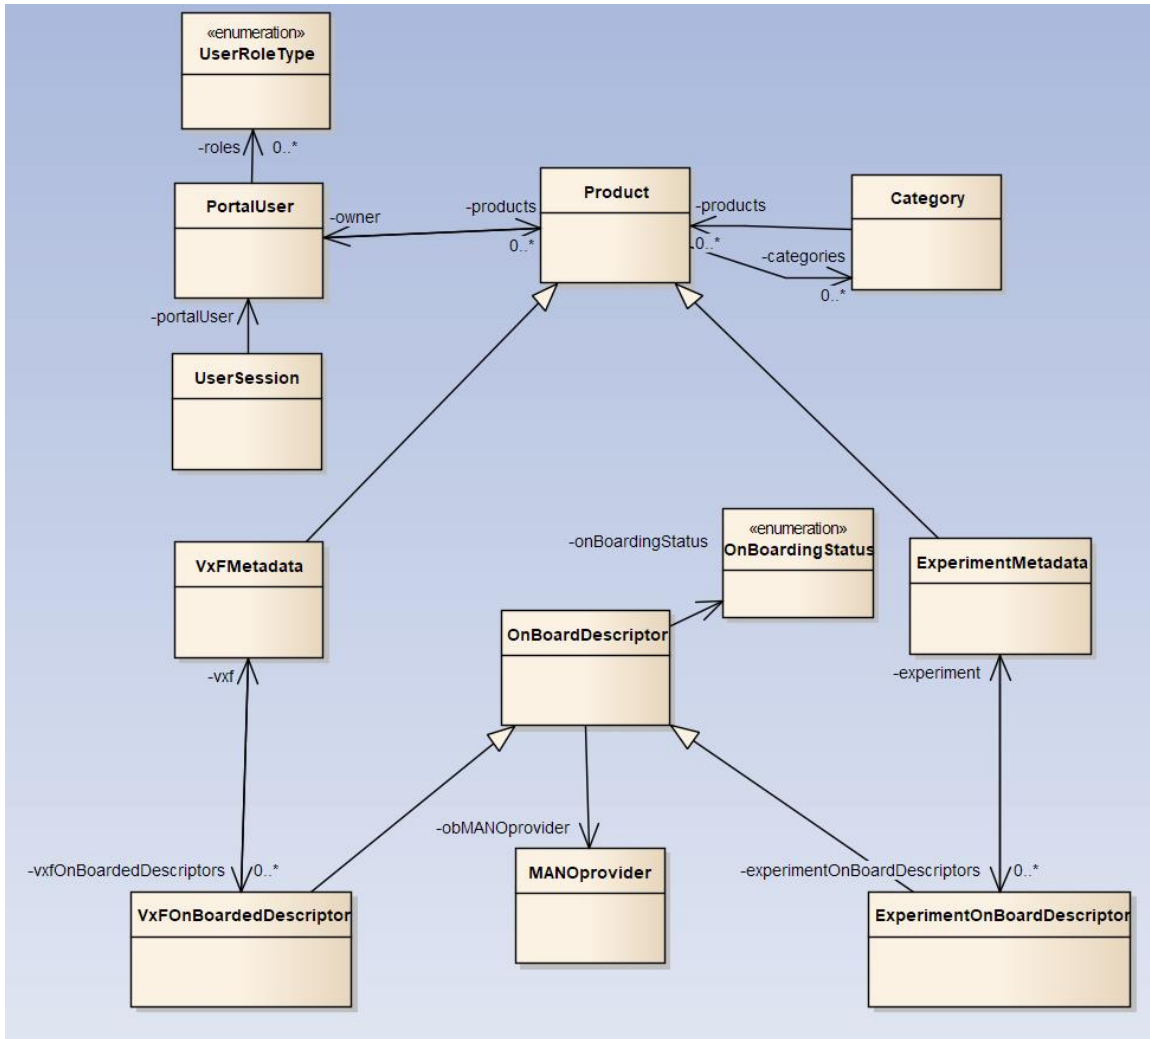 «enumeration»
UserRoleType
-roles 0..*
PortalUser
-owner
-products
0..*
Product
-products
0..*
-categories
0..*
Category
-portalUser
UserSession
VxFMetadata
-onBoardingStatus
«enumeration»
OnBoardingStatus
ExperimentMetadata
OnBoardDescriptor
-vxf
-experiment
-obMANOprovider
-vxfOnBoardedDescriptors 0..*
MANOprovider
-experimentOnBoardDescriptors 0..*
VxFOnBoardedDescriptor
ExperimentOnBoardDescriptor